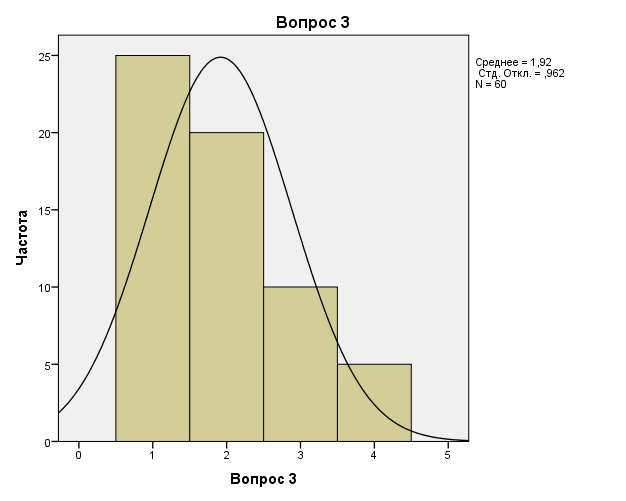 Вопрос 3
Среднее = 1,92
Стд. Откл. = ,962
N = 60
Частота
25
20
15
10
5
0
0 1 2 3 4 5
Вопрос 3